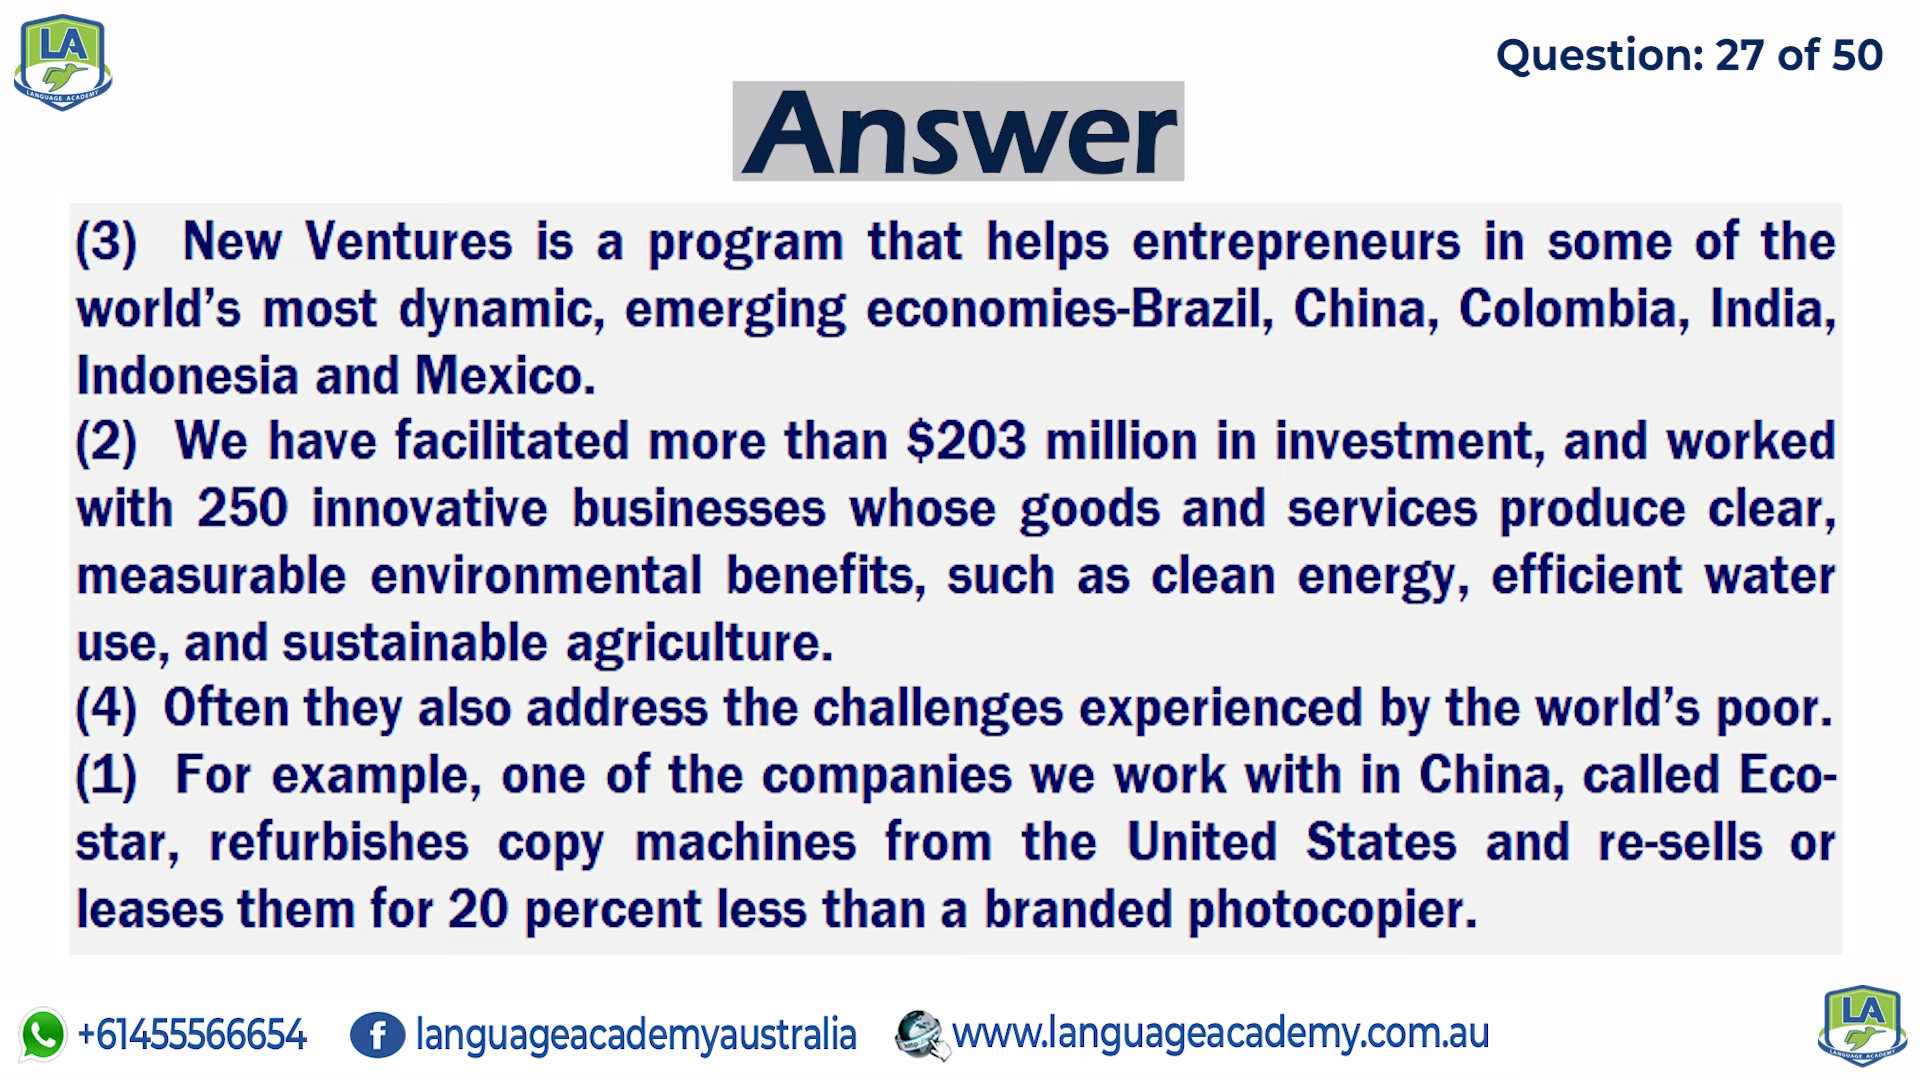 LA
LANGUAGE ACADEMY
Question: 27 of 50
Answer
(3) New Ventures is a program that helps entrepreneurs in some of the
world’s most dynamic, emerging economies-Brazil, China, Colombia, India,
Indonesia and Mexico.
(2) We have facilitated more than $203 million in investment, and worked
with 250 innovative businesses whose goods and services produce clear,
measurable environmental benefits, such as clean energy, efficient water
use, and sustainable agriculture.
(4) Often they also address the challenges experienced by the world’s poor.
(1) For example, one of the companies we work with in China, called Eco-
star, refurbishes copy machines from the United States and re-sells or
leases them for 20 percent less than a branded photocopier.
+61455566654
f languageacademyaustralia
www.languageacademy.com.au
LA
LANGUAGE ACADEMY